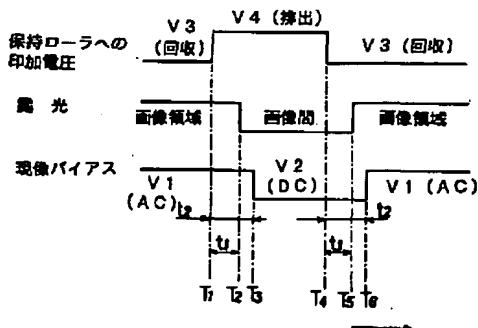 V4（排出）
保持ローラへの
印加電圧
V3
（回収）
V3（回収）
露 光
画像領域
画像間
画像領域
現像バイアス
V1
（AC）
V2
（DC）
V1（AC）
t2
t2
t1
t1
T1 T2 T3 T4 T5 T6